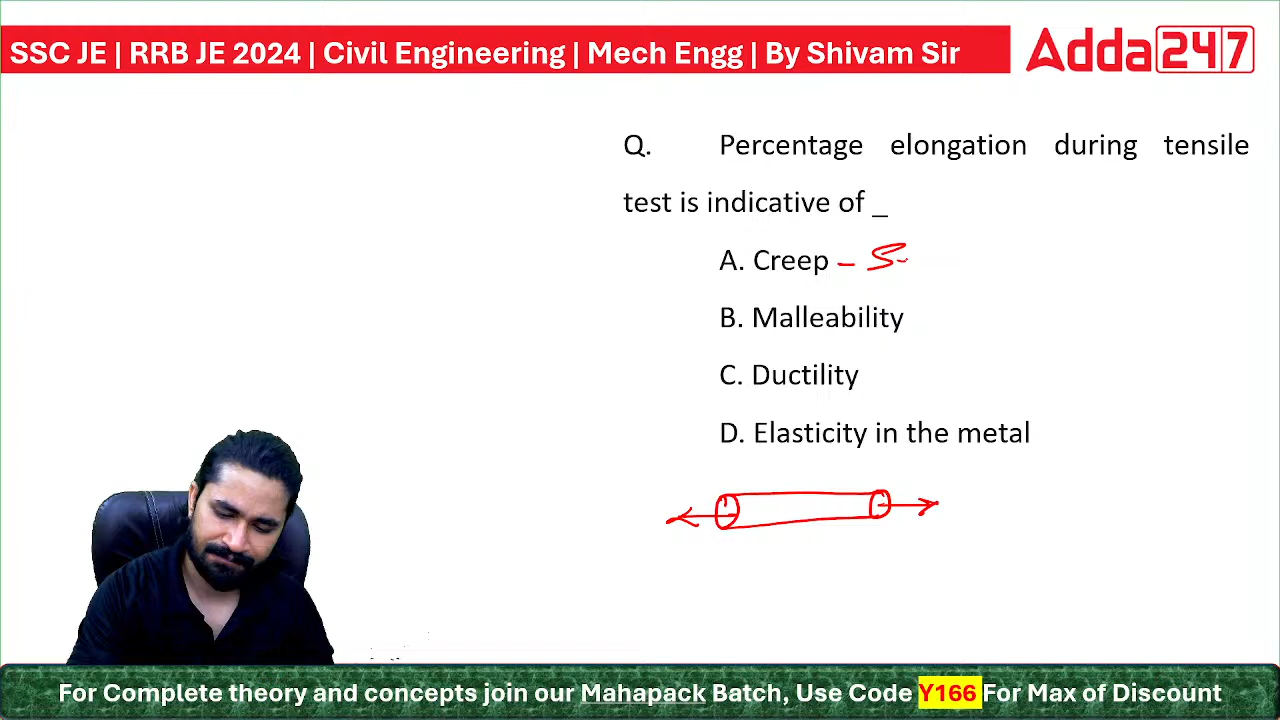 SSC JE | RRB JE 2024 | Civil Engineering | Mech Engg | By Shivam Sir
Adda247
Q. Percentage elongation during tensile
test is indicative of _
A. Creep –
B. Malleability
C. Ductility
D. Elasticity in the metal
For Complete theory and concepts join our Mahapack Batch, Use Code Y166 For Max of Discount